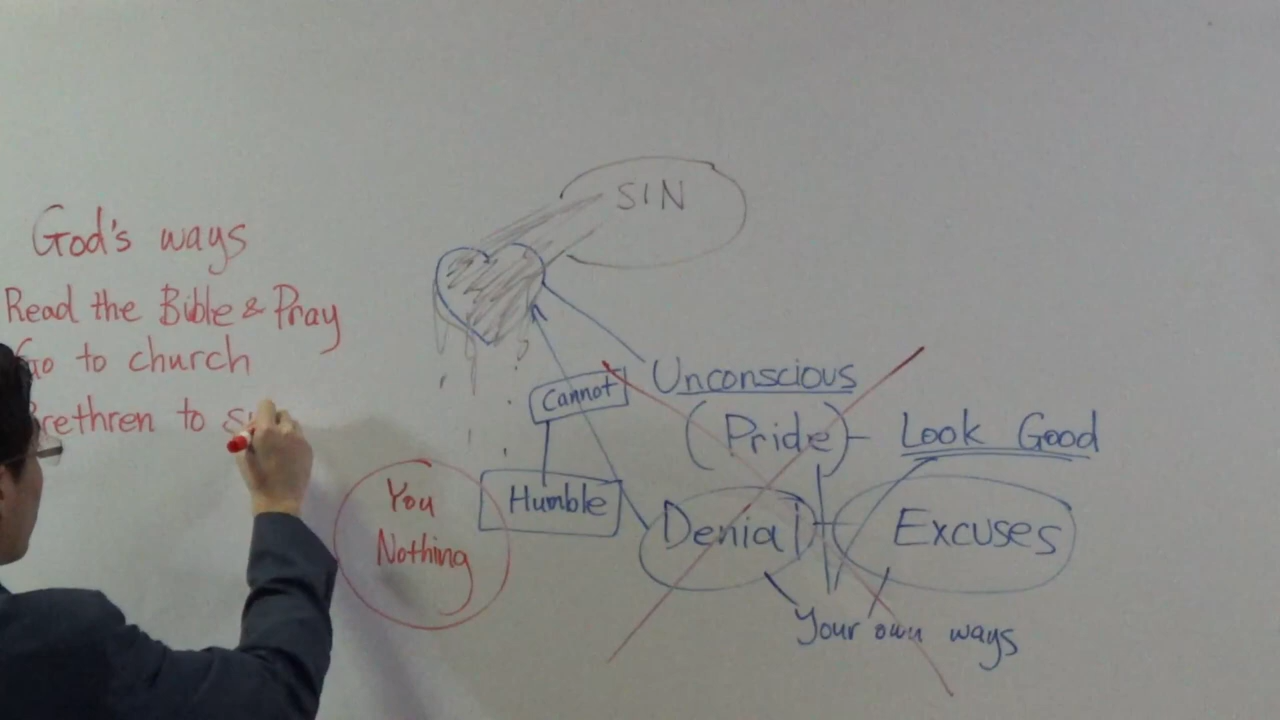 God's ways
Read the Bible & Pray
Go to church
Brethren to
You
Nothing
SIN
Cannot
Humble
Unconscious
(Pride) - Look Good
Denial
Excuses
Your own ways